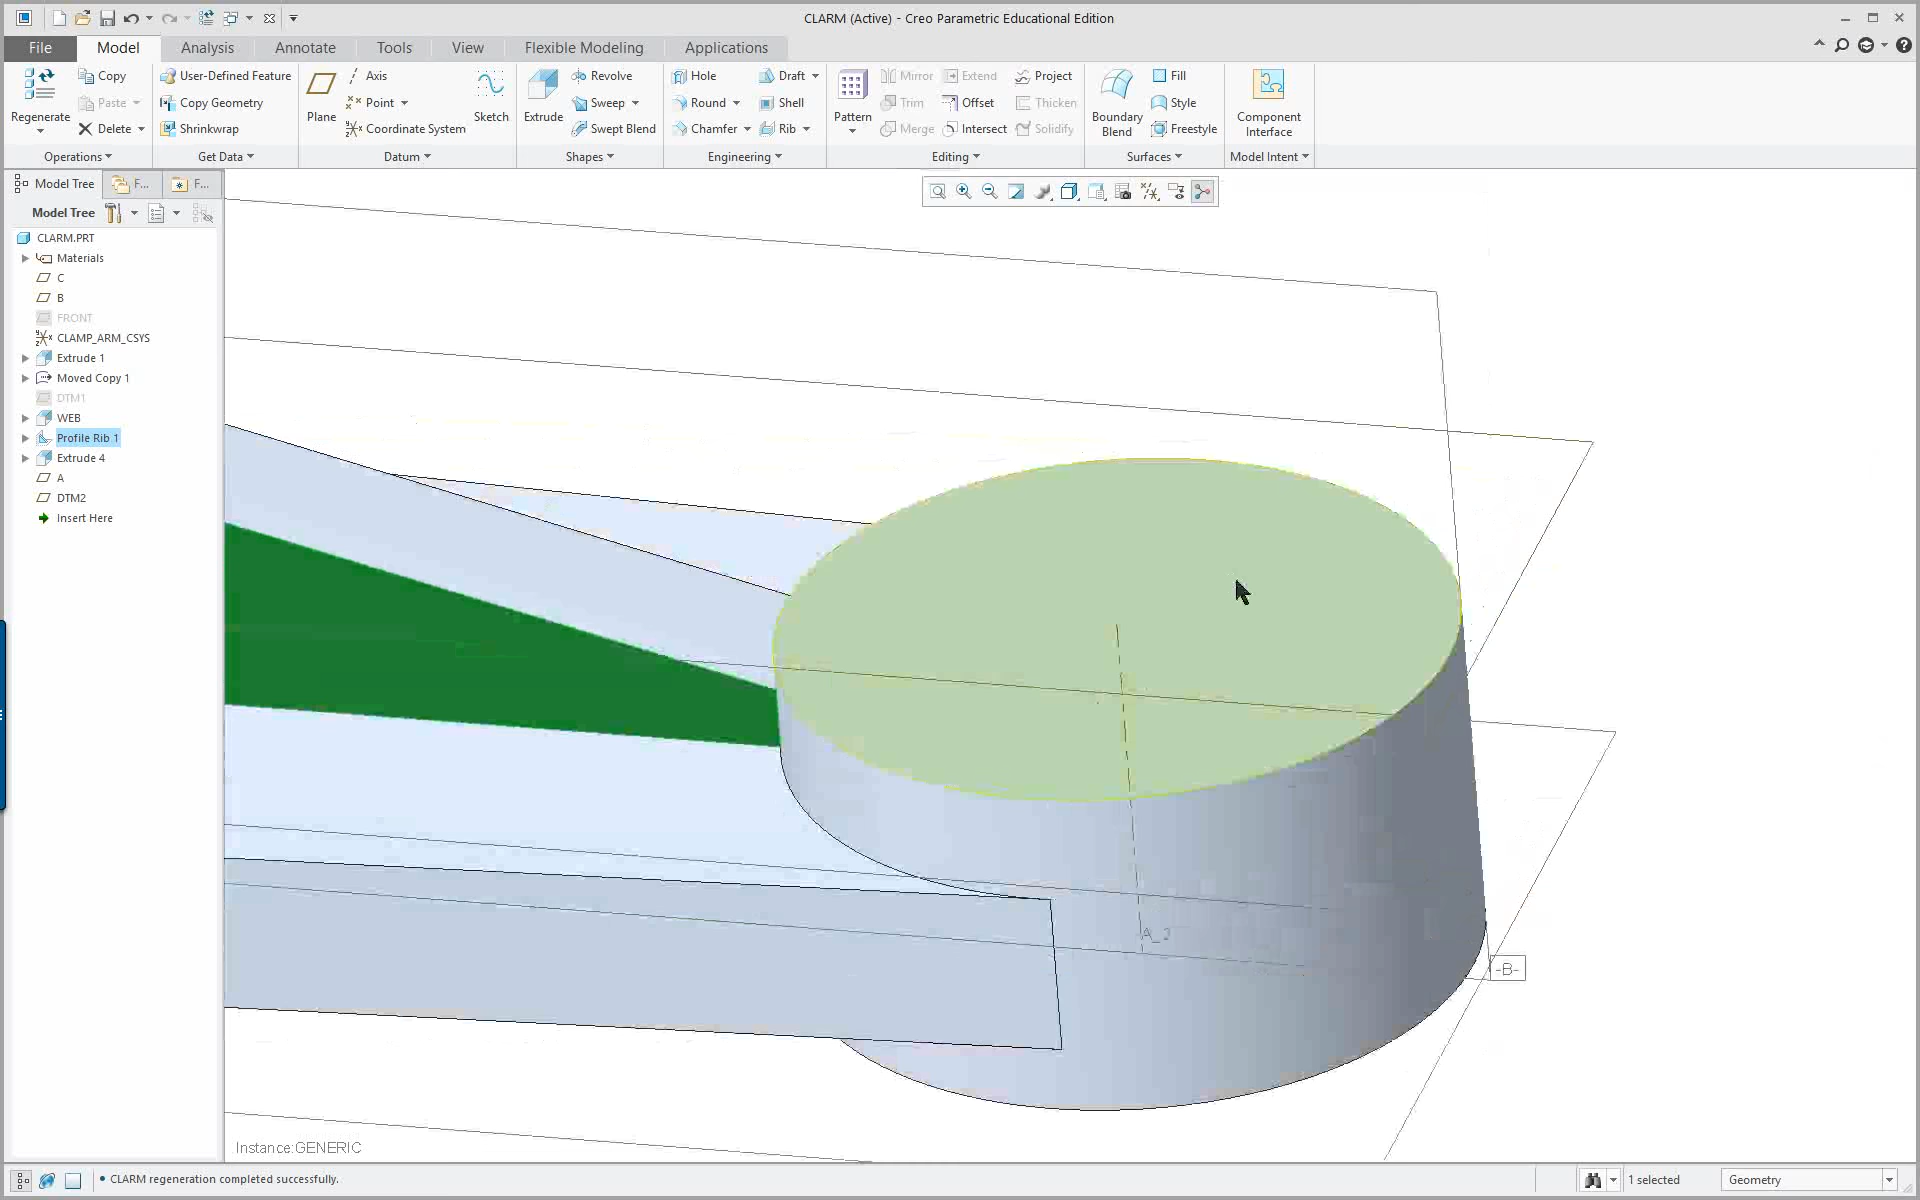 CLARM (Active) - Creo Parametric Educational Edition
File Model Analysis Annotate Tools View Flexible Modeling Applications
Regenerate
Copy
Paste
Delete
Operations
User-Defined Feature
Copy Geometry
Shrinkwrap
Get Data
Plane
Axis
Point
Coordinate System
Sketch
Datum
Extrude
Revolve
Sweep
Swept Blend
Shapes
Hole
Round
Chamfer
Draft
Shell
Rib
Engineering
Pattern
Mirror
Trim
Merge
Extend
Offset
Intersect
Project
Thicken
Solidify
Editing
Boundary
Blend
Fill
Style
Freestyle
Surfaces
Component
Interface
Model Intent
Model Tree F... F...
Model Tree
CLARM.PRT
Materials
C
B
FRONT
CLAMP_ARM_CSYS
Extrude 1
Moved Copy 1
DTM1
WEB
Profile Rib 1
Extrude 4
A
DTM2
Insert Here
-B-
Instance:GENERIC
• CLARM regeneration completed successfully.
1 selected
Geometry